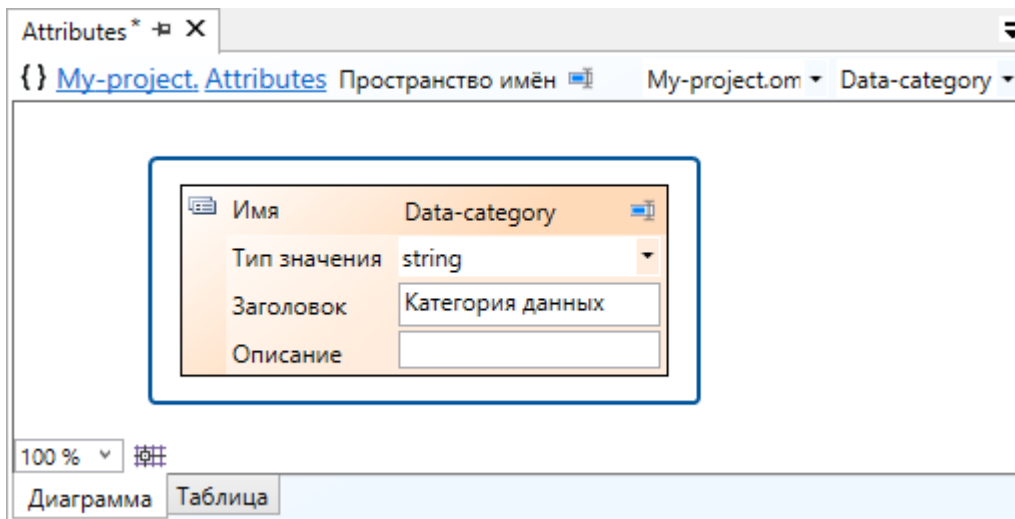 Attributes*
{} My-project. Attributes Пространство имён My-project.om Data-category
Имя Data-category
Тип значения string
Заголовок Категория данных
Описание
100 %
Диаграмма Таблица